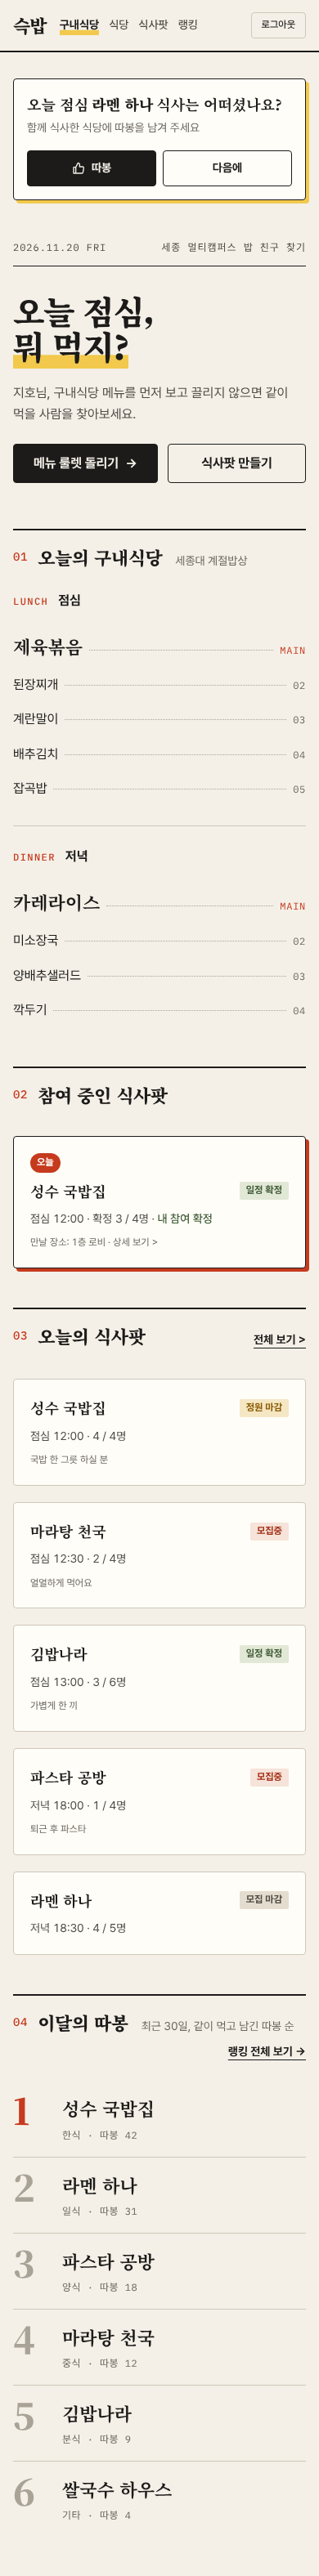 슥밥 구내식당 식당 식사팟 랭킹 로그아웃
오늘 점심 라멘 하나 식사는 어떠셨나요?
함께 식사한 식당에 따봉을 남겨 주세요
따봉 다음에
2026.11.20 FRI 세종 멀티캠퍼스 밥 친구 찾기
오늘 점심,
뭐 먹지?
지호님, 구내식당 메뉴를 먼저 보고 끌리지 않으면 같이
먹을 사람을 찾아보세요.
메뉴 룰렛 돌리기 → 식사팟 만들기
01 오늘의 구내식당 세종대 계절밥상
LUNCH 점심
제육볶음 MAIN
된장찌개 02
계란말이 03
배추김치 04
잡곡밥 05
DINNER 저녁
카레라이스 MAIN
미소장국 02
양배추샐러드 03
깍두기 04
02 참여 중인 식사팟
오늘
성수 국밥집 일정 확정
점심 12:00 · 확정 3 / 4명 · 내 참여 확정
만날 장소: 1층 로비 · 상세 보기 >
03 오늘의 식사팟 전체 보기 >
성수 국밥집 정원 마감
점심 12:00 · 4 / 4명
국밥 한 그릇 하실 분
마라탕 천국 모집중
점심 12:30 · 2 / 4명
얼얼하게 먹어요
김밥나라 일정 확정
점심 13:00 · 3 / 6명
가볍게 한 끼
파스타 공방 모집중
저녁 18:00 · 1 / 4명
퇴근 후 파스타
라멘 하나 모집 마감
저녁 18:30 · 4 / 5명
04 이달의 따봉 최근 30일, 같이 먹고 남긴 따봉 순
랭킹 전체 보기 →
1 성수 국밥집
한식 · 따봉 42
2 라멘 하나
일식 · 따봉 31
3 파스타 공방
양식 · 따봉 18
4 마라탕 천국
중식 · 따봉 12
5 김밥나라
분식 · 따봉 9
6 쌀국수 하우스
기타 · 따봉 4